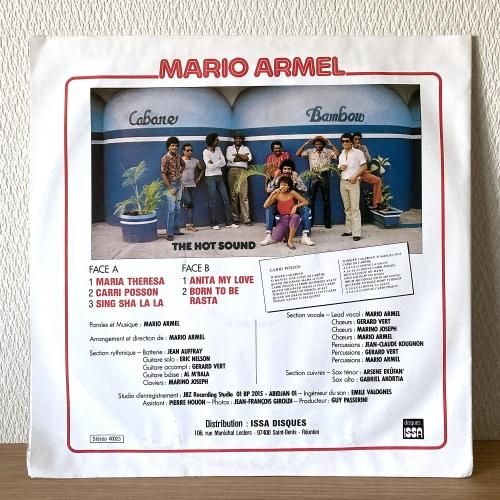 MARIO ARMEL
Cabane Bambou
THE HOT SOUND
FACE A
1 MARIA THERESA
2 CARRI POSSON
3 SING SHA LA LA
FACE B
1 ANITA MY LOVE
2 BORN TO BE
RASTA
CARRI POSSON
Paroles et Musique : MARIO ARMEL
Arrangement et direction de : MARIO ARMEL
Section rythmique – Batterie : JEAN AUFFRAY
Guitare solo : ERIC NELSON
Guitare accompt : GERARD VERT
Guitare basse : AL M'BALA
Claviers : MARINO JOSEPH
Section vocale – Lead vocal : MARIO ARMEL
Chœurs : GERARD VERT
Chœurs : MARINO JOSEPH
Chœurs : MARIO ARMEL
Percussions : JEAN-CLAUDE KOUGNON
Percussions : GERARD VERT
Percussions : MARIO ARMEL
Section cuivres – Sax ténor : ARSENE EKÚFAN'
Sax alto : GABRIEL AKORTIA
Studio d'enregistrement : JBZ Recording Studio 01 BP 2015 - ABIDJAN 01 – Ingénieur du son : EMILE VALOGNES
Assistant : PIERRE HOUON – Photos : JEAN-FRANÇOIS GIROLDI – Producteur : GUY PASSERINI
Distribution : ISSA DISQUES
106, rue Maréchal Leclerc - 97400 Saint-Denis - Réunion
Stéréo 40023
disques
ISSA